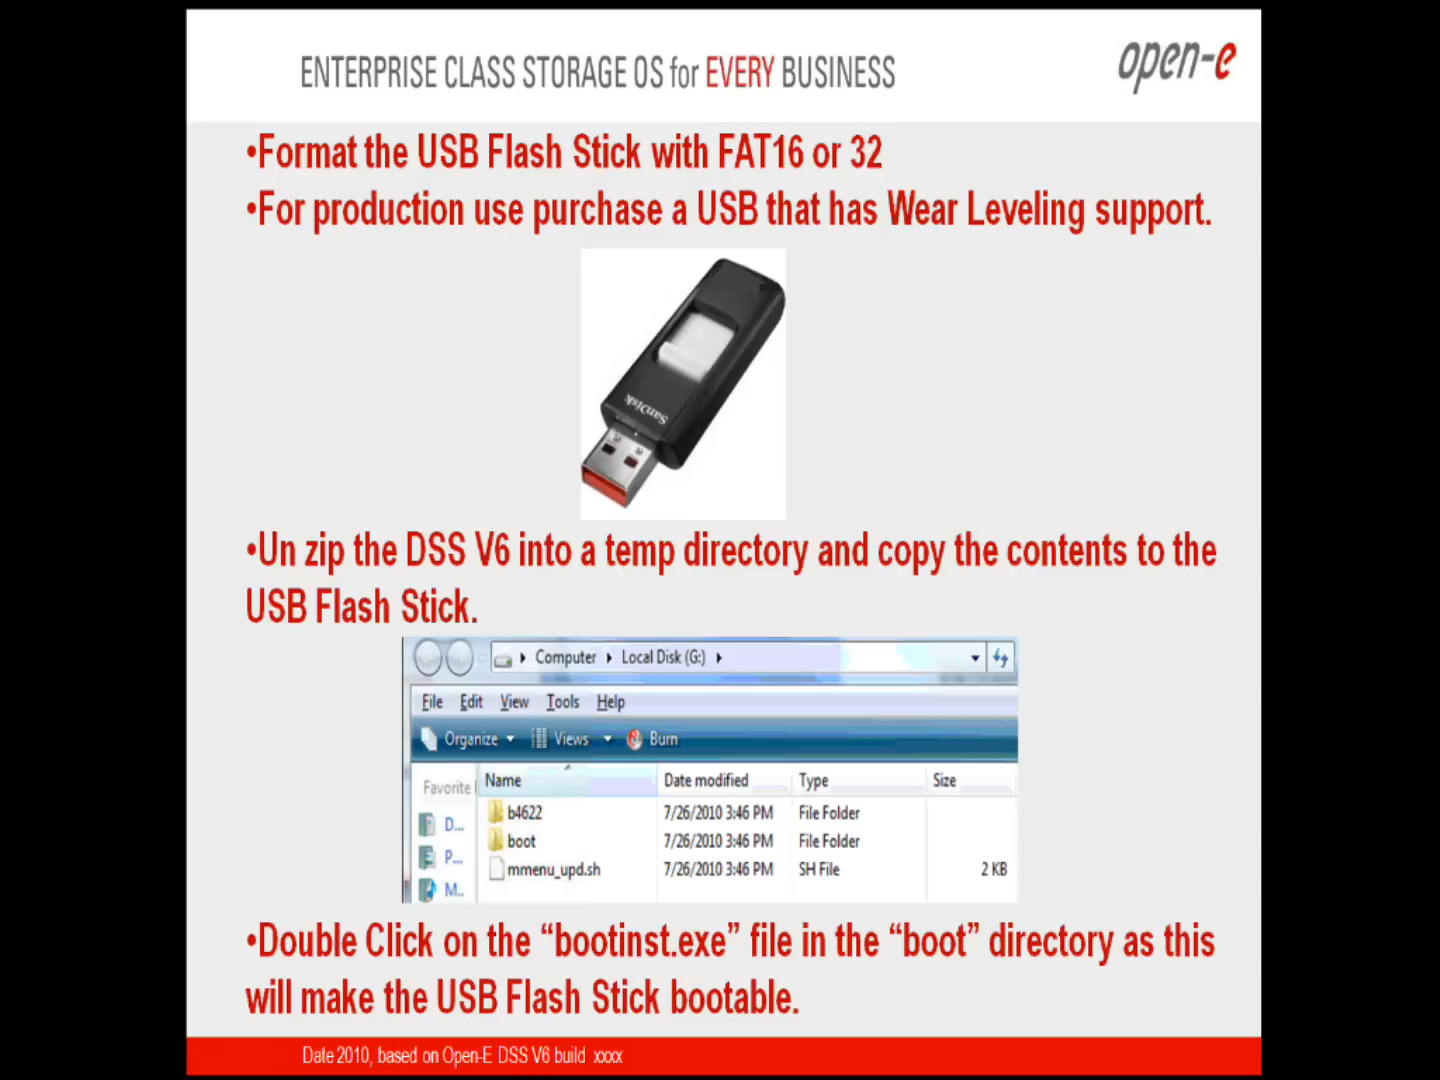 ENTERPRISE CLASS STORAGE OS for EVERY BUSINESS
open-e
•Format the USB Flash Stick with FAT16 or 32
•For production use purchase a USB that has Wear Leveling support.
SanDisk
•Un zip the DSS V6 into a temp directory and copy the contents to the
USB Flash Stick.
Computer Local Disk (G:)
File Edit View Tools Help
Organize Views Burn
Favorite Name Date modified Type Size
b4622 7/26/2010 3:46 PM File Folder
D...
boot 7/26/2010 3:46 PM File Folder
P...
mmenu_upd.sh 7/26/2010 3:46 PM SH File 2 KB
M..
•Double Click on the “bootinst.exe” file in the “boot” directory as this
will make the USB Flash Stick bootable.
Date 2010, based on Open-E DSS V6 build xxxx